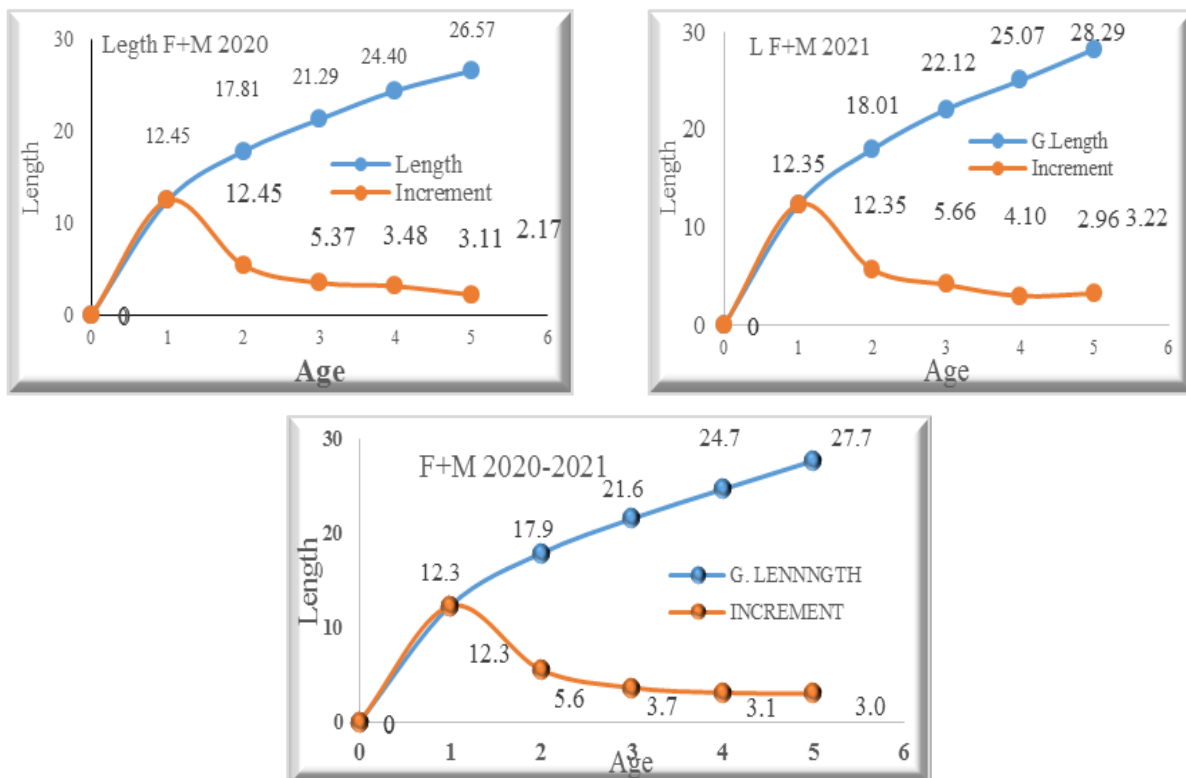 Legth F+M 2020
30
20
10
0
Length
12.45
17.81
21.29
24.40
26.57
Length
Increment
0
12.45
5.37
3.48
3.11
2.17
0 1 2 3 4 5 6
Age
L F+M 2021
30
20
10
0
Length
12.35
18.01
22.12
25.07
28.29
G.Length
Increment
0
12.35
5.66
4.10
2.96
3.22
0 1 2 3 4 5 6
Age
F+M 2020-2021
30
20
10
0
Length
12.3
17.9
21.6
24.7
27.7
G. LENNNGTH
INCREMENT
0
12.3
5.6
3.7
3.1
3.0
0 1 2 3 4 5 6
Age